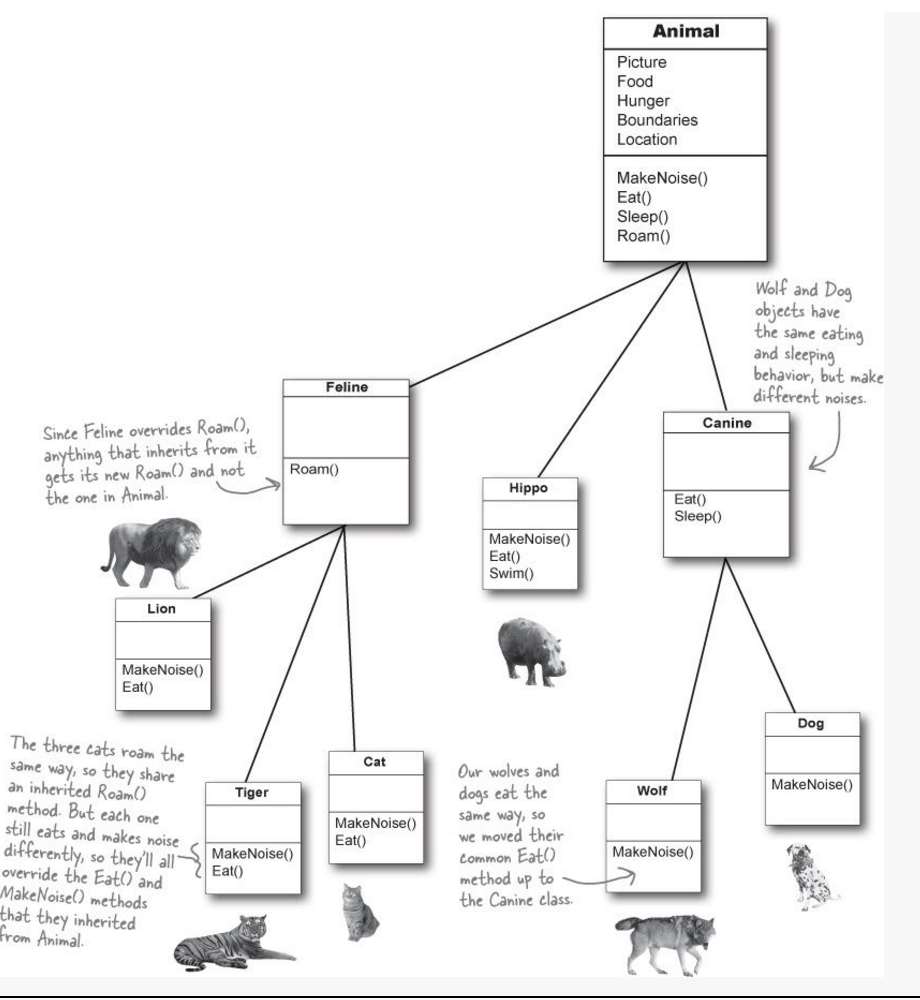 Animal
Picture
Food
Hunger
Boundaries
Location
MakeNoise()
Eat()
Sleep()
Roam()
Wolf and Dog
objects have
the same eating
and sleeping
behavior, but make
different noises.
Feline
Roam()
Since Feline overrides Roam(),
anything that inherits from it
gets its new Roam() and not
the one in Animal.
Canine
Eat()
Sleep()
Hippo
MakeNoise()
Eat()
Swim()
Lion
MakeNoise()
Eat()
Dog
MakeNoise()
The three cats roam the
same way, so they share
an inherited Roam()
method. But each one
still eats and makes noise
differently, so they'll all
override the Eat() and
MakeNoise() methods
that they inherited
from Animal.
Tiger
MakeNoise()
Eat()
Cat
MakeNoise()
Eat()
Our wolves and
dogs eat the
same way, so
we moved their
common Eat()
method up to
the Canine class.
Wolf
MakeNoise()